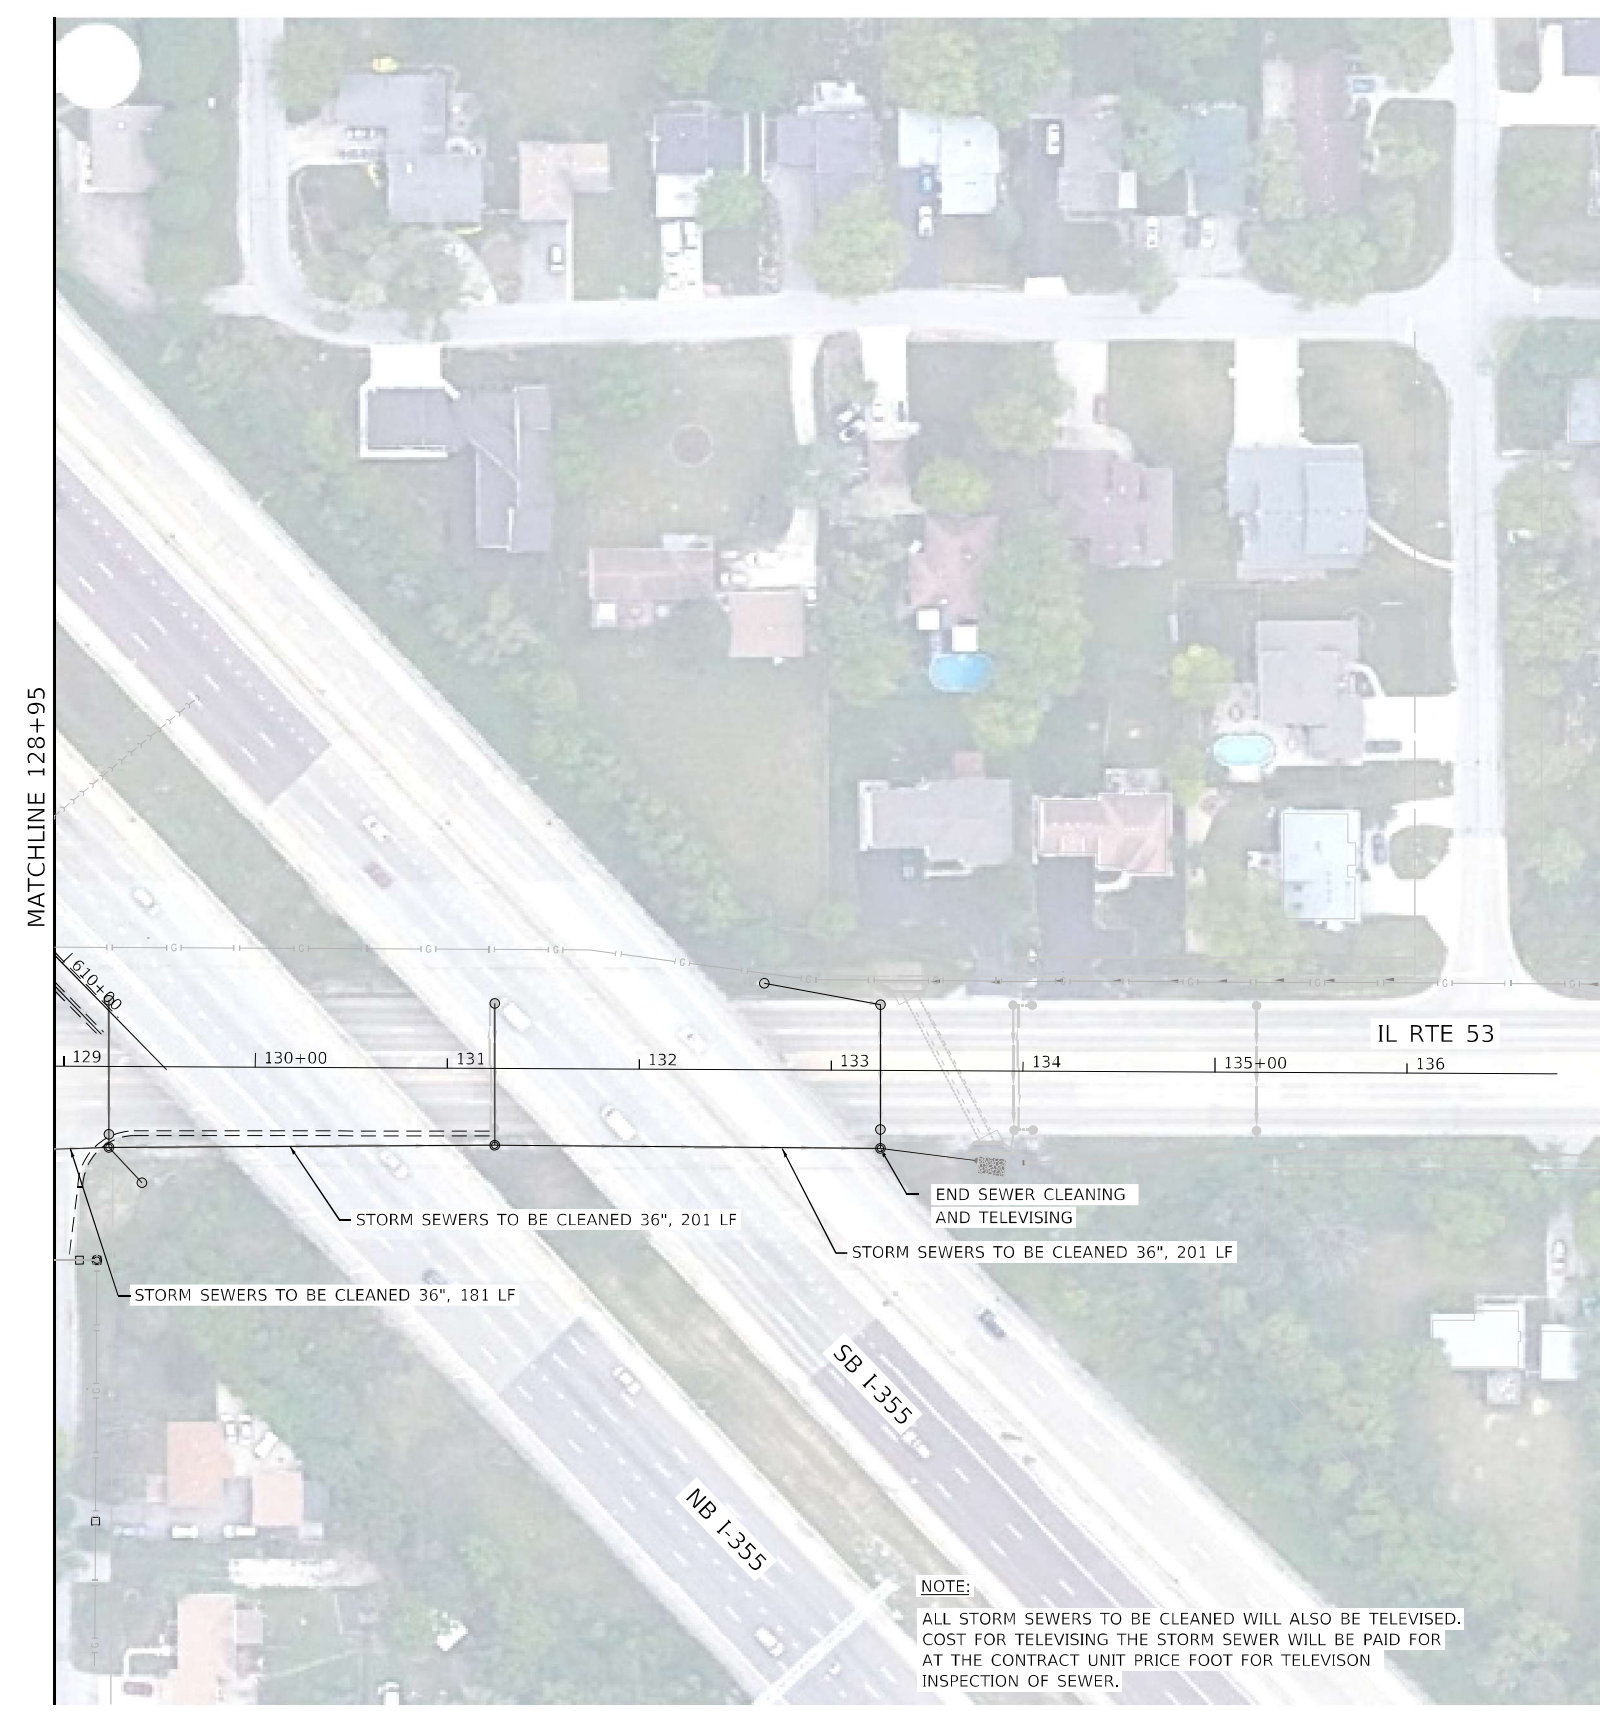 MATCHLINE 128+95
610+00
IL RTE 53
129
130+00
131
132
133
134
135+00
136
END SEWER CLEANING
AND TELEVISING
STORM SEWERS TO BE CLEANED 36", 201 LF
STORM SEWERS TO BE CLEANED 36", 201 LF
STORM SEWERS TO BE CLEANED 36", 181 LF
SB I-355
NB I-355
NOTE:
ALL STORM SEWERS TO BE CLEANED WILL ALSO BE TELEVISED.
COST FOR TELEVISING THE STORM SEWER WILL BE PAID FOR
AT THE CONTRACT UNIT PRICE FOOT FOR TELEVISON
INSPECTION OF SEWER.